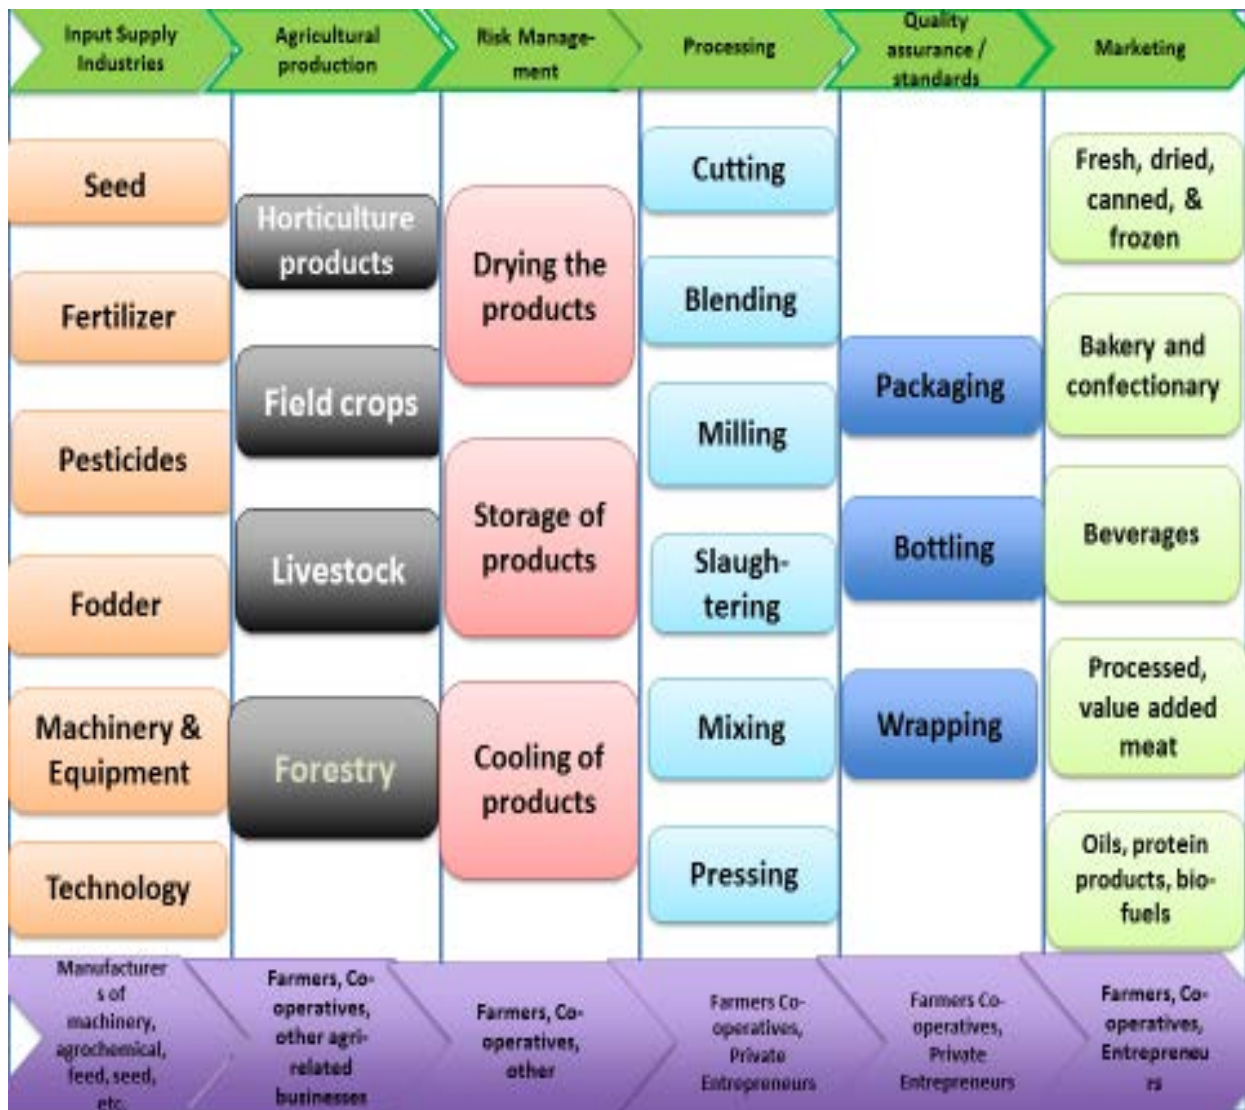 Input Supply
Industries
Agricultural
production
Risk Manage-
ment
Processing
Quality
assurance /
standards
Marketing
Seed
Fertilizer
Pesticides
Fodder
Machinery &
Equipment
Technology
Horticulture
products
Field crops
Livestock
Forestry
Drying the
products
Storage of
products
Cooling of
products
Cutting
Blending
Milling
Slaugh-
tering
Mixing
Pressing
Packaging
Bottling
Wrapping
Fresh, dried,
canned, &
frozen
Bakery and
confectionary
Beverages
Processed,
value added
meat
Oils, protein
products, bio-
fuels
Manufacturer
s of
machinery,
agrochemical,
feed, seed,
etc.
Farmers, Co-
operatives,
other agri-
related
businesses
Farmers, Co-
operatives,
other
Farmers Co-
operatives,
Private
Entrepreneurs
Farmers Co-
operatives,
Private
Entrepreneurs
Farmers, Co-
operatives,
Entrepreneu
rs